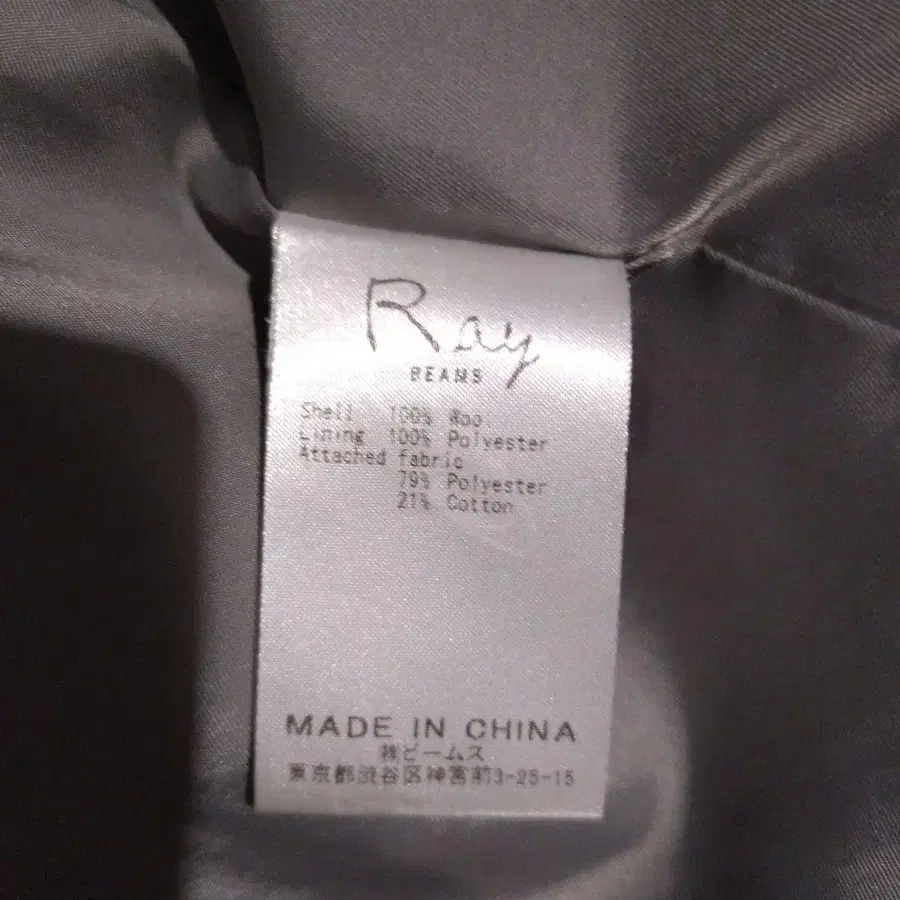 Ray
BEAMS
Shell 100% Woo
Lining 100% Polyester
Attached fabric
79% Polyester
21% Cotton
MADE IN CHINA
㈱ビームス
東京都渋谷区神宮前3-25-15